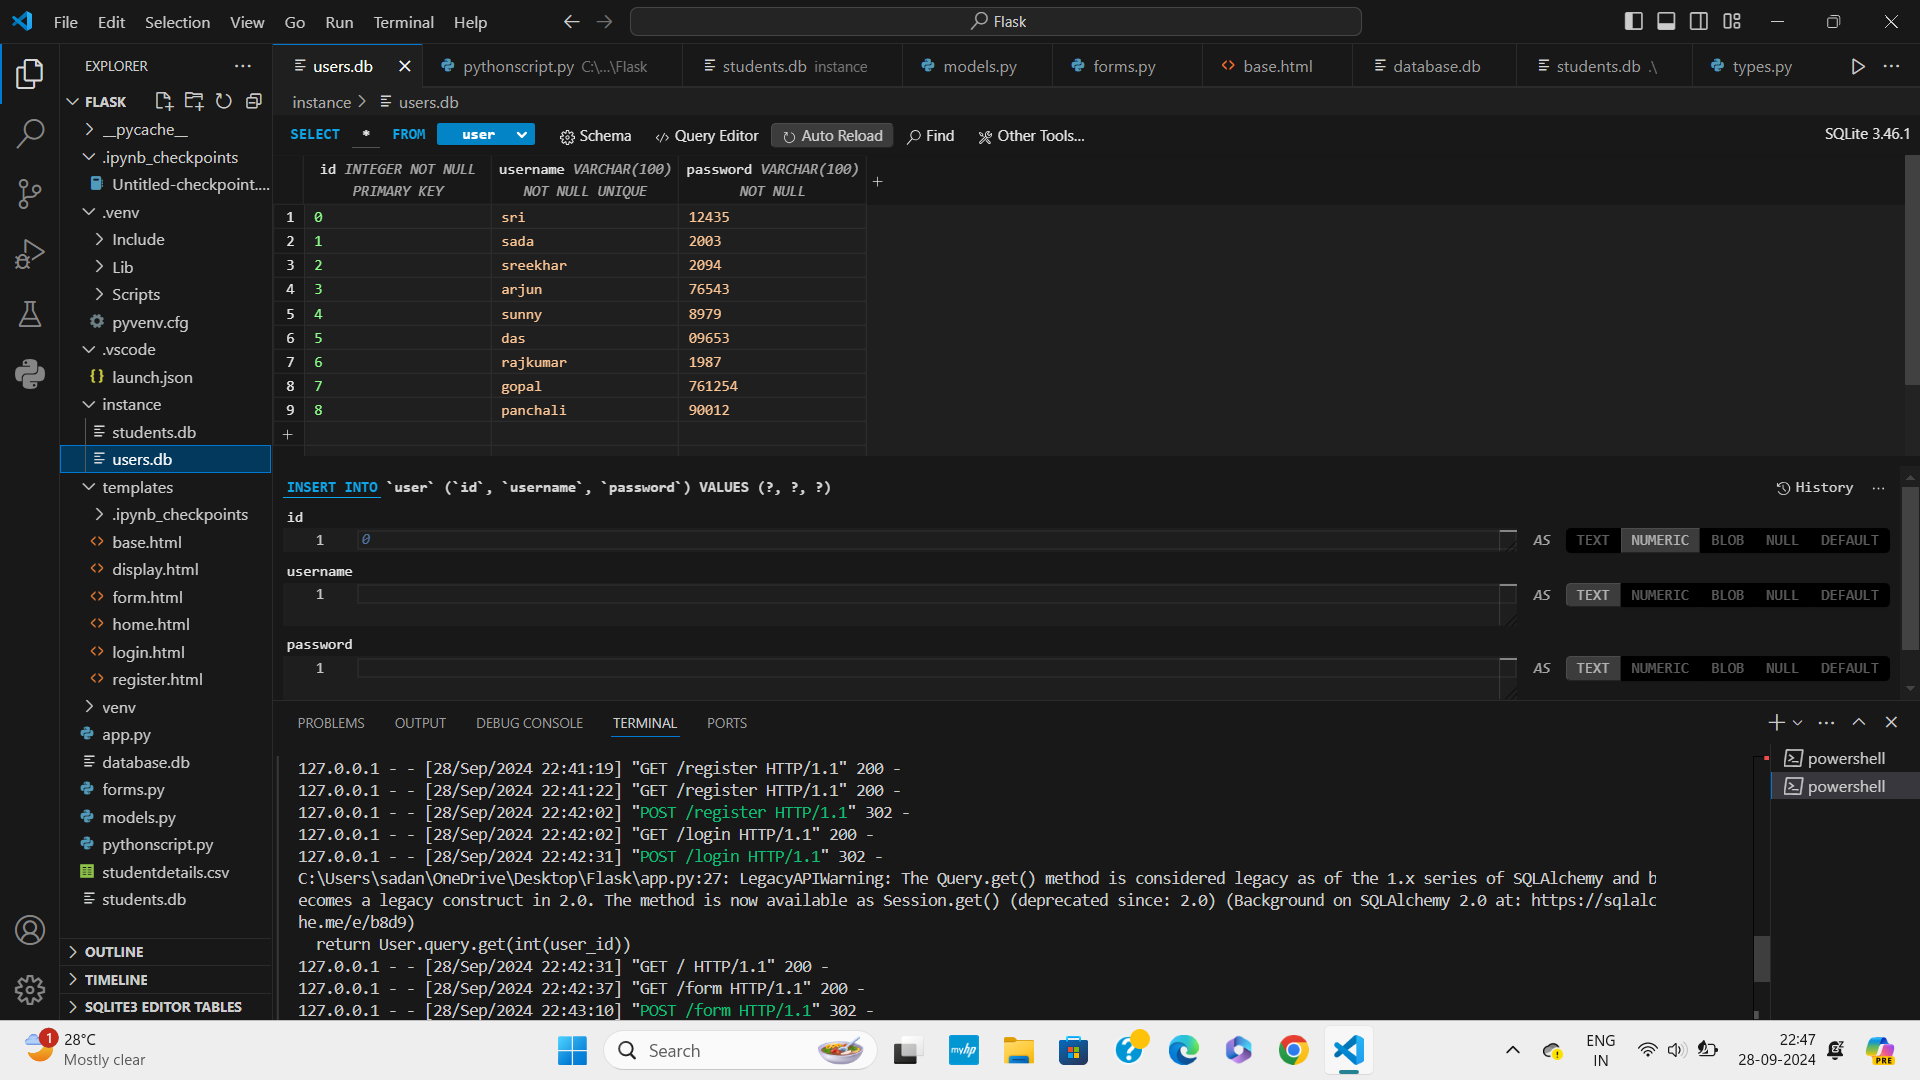 File Edit Selection View Go Run Terminal Help
Flask
EXPLORER
users.db
pythonscript.py C:\...\Flask
students.db instance
models.py
forms.py
base.html
database.db
students.db .\
types.py
FLASK
instance > users.db
__pycache__
.ipynb_checkpoints
Untitled-checkpoint....
.venv
Include
Lib
Scripts
pyvenv.cfg
.vscode
launch.json
instance
students.db
users.db
templates
.ipynb_checkpoints
base.html
display.html
form.html
home.html
login.html
register.html
venv
app.py
database.db
forms.py
models.py
pythonscript.py
studentdetails.csv
students.db
OUTLINE
TIMELINE
SQLITE3 EDITOR TABLES
SELECT * FROM user Schema Query Editor Auto Reload Find Other Tools... SQLite 3.46.1
id INTEGER NOT NULL PRIMARY KEY
username VARCHAR(100) NOT NULL UNIQUE
password VARCHAR(100) NOT NULL
+
1 0 sri 12435
2 1 sada 2003
3 2 sreekhar 2094
4 3 arjun 76543
5 4 sunny 8979
6 5 das 09653
7 6 rajkumar 1987
8 7 gopal 761254
9 8 panchali 90012
+
INSERT INTO `user` (`id`, `username`, `password`) VALUES (?, ?, ?) History ...
id
1 0 AS TEXT NUMERIC BLOB NULL DEFAULT
username
1 AS TEXT NUMERIC BLOB NULL DEFAULT
password
1 AS TEXT NUMERIC BLOB NULL DEFAULT
PROBLEMS OUTPUT DEBUG CONSOLE TERMINAL PORTS
127.0.0.1 - - [28/Sep/2024 22:41:19] "GET /register HTTP/1.1" 200 -
127.0.0.1 - - [28/Sep/2024 22:41:22] "GET /register HTTP/1.1" 200 -
127.0.0.1 - - [28/Sep/2024 22:42:02] "POST /register HTTP/1.1" 302 -
127.0.0.1 - - [28/Sep/2024 22:42:02] "GET /login HTTP/1.1" 200 -
127.0.0.1 - - [28/Sep/2024 22:42:31] "POST /login HTTP/1.1" 302 -
C:\Users\sadan\OneDrive\Desktop\Flask\app.py:27: LegacyAPIWarning: The Query.get() method is considered legacy as of the 1.x series of SQLAlchemy and b
ecomes a legacy construct in 2.0. The method is now available as Session.get() (deprecated since: 2.0) (Background on SQLAlchemy 2.0 at: https://sqlalc
he.me/e/b8d9)
return User.query.get(int(user_id))
127.0.0.1 - - [28/Sep/2024 22:42:31] "GET / HTTP/1.1" 200 -
127.0.0.1 - - [28/Sep/2024 22:42:37] "GET /form HTTP/1.1" 200 -
127.0.0.1 - - [28/Sep/2024 22:43:10] "POST /form HTTP/1.1" 302 -
powershell
powershell
1
28°C
Mostly clear
Search
myhp
ENG
IN
22:47
28-09-2024
PRE